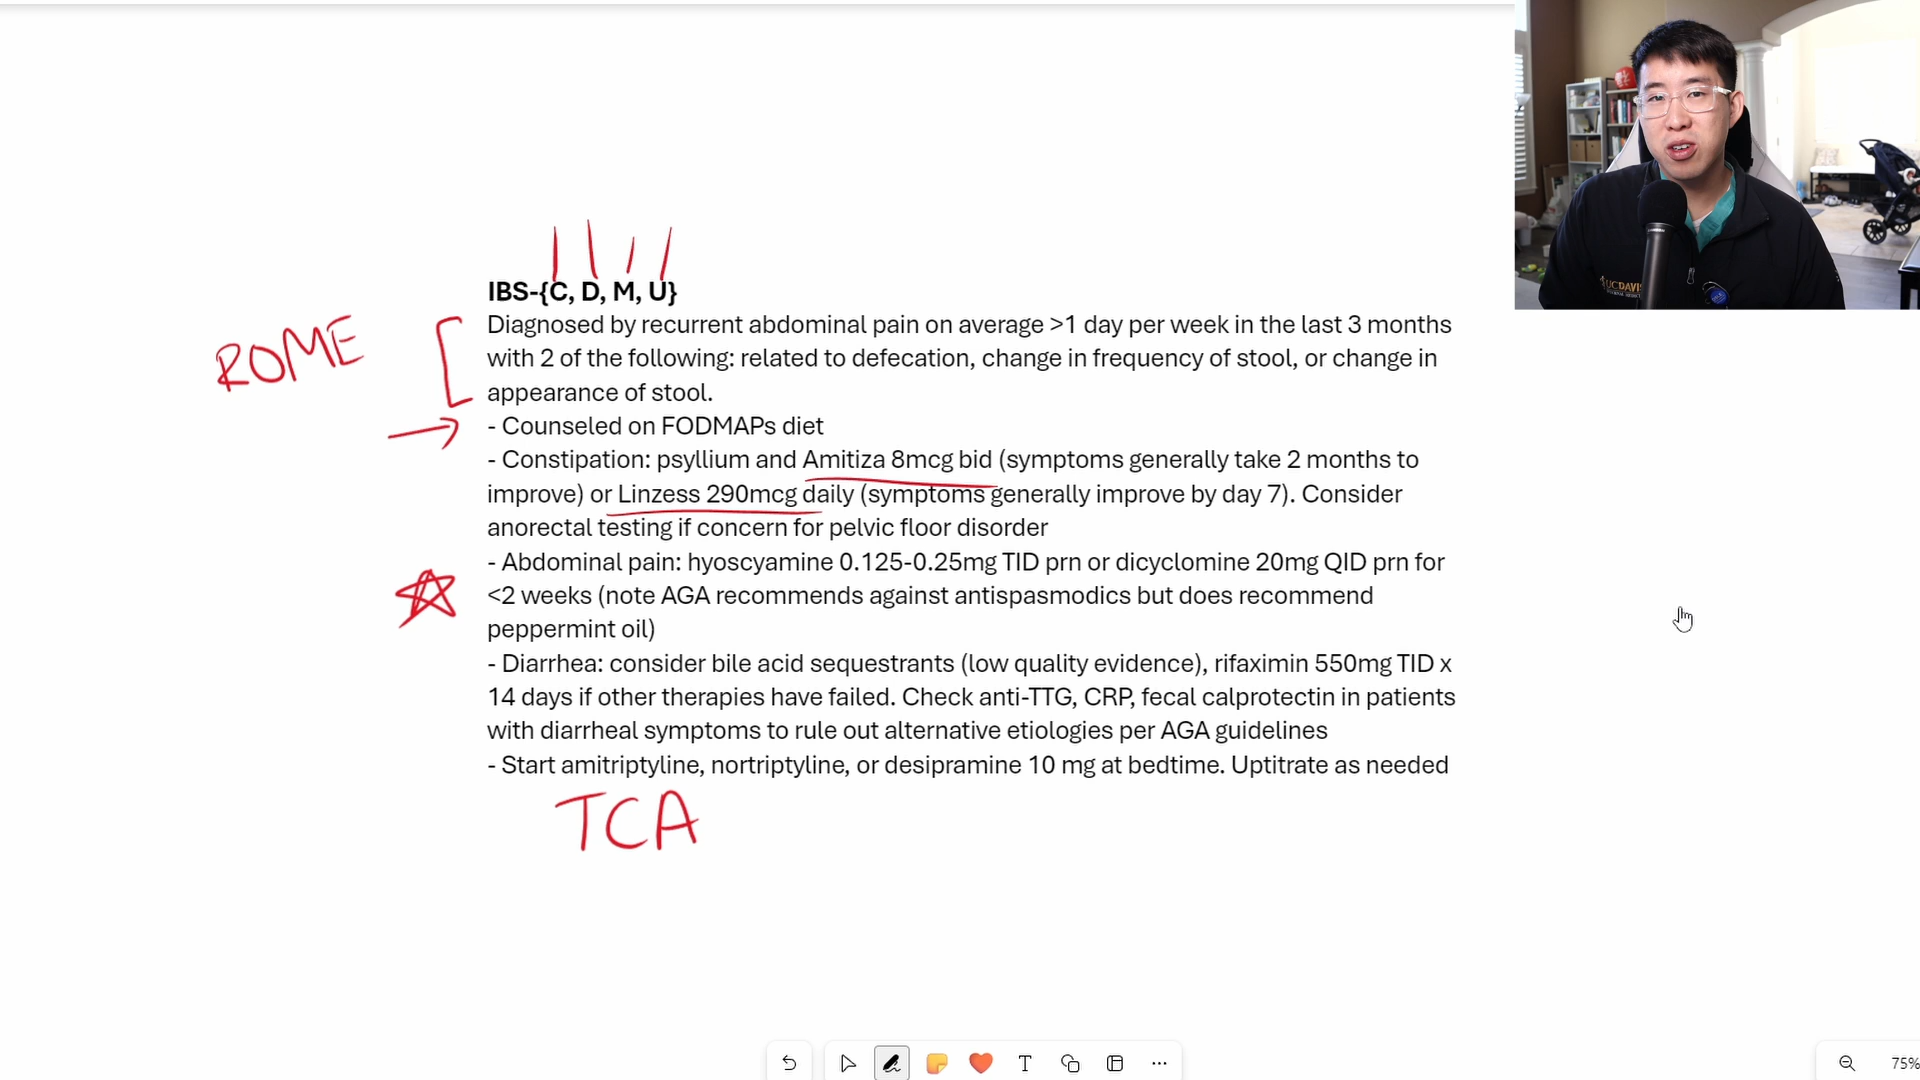 IBS-{C, D, M, U}
ROME
Diagnosed by recurrent abdominal pain on average >1 day per week in the last 3 months
with 2 of the following: related to defecation, change in frequency of stool, or change in
appearance of stool.
- Counseled on FODMAPs diet
- Constipation: psyllium and Amitiza 8mcg bid (symptoms generally take 2 months to
improve) or Linzess 290mcg daily (symptoms generally improve by day 7). Consider
anorectal testing if concern for pelvic floor disorder
- Abdominal pain: hyoscyamine 0.125-0.25mg TID prn or dicyclomine 20mg QID prn for
<2 weeks (note AGA recommends against antispasmodics but does recommend
peppermint oil)
- Diarrhea: consider bile acid sequestrants (low quality evidence), rifaximin 550mg TID x
14 days if other therapies have failed. Check anti-TTG, CRP, fecal calprotectin in patients
with diarrheal symptoms to rule out alternative etiologies per AGA guidelines
- Start amitriptyline, nortriptyline, or desipramine 10 mg at bedtime. Uptitrate as needed
TCA
T
75%